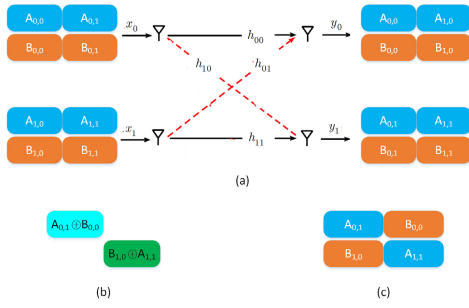 A0,0 A0,1 x0 h00 y0 A0,0 A1,0
B0,0 B0,1 B0,0 B1,0
h10 h01
A1,0 A1,1 x1 h11 y1 A0,1 A1,1
B1,0 B1,1 B0,1 B1,1
(a)
A0,1 ⊕B0,0 A0,1 B0,0
B1,0 ⊕A1,1 B1,0 A1,1
(b) (c)